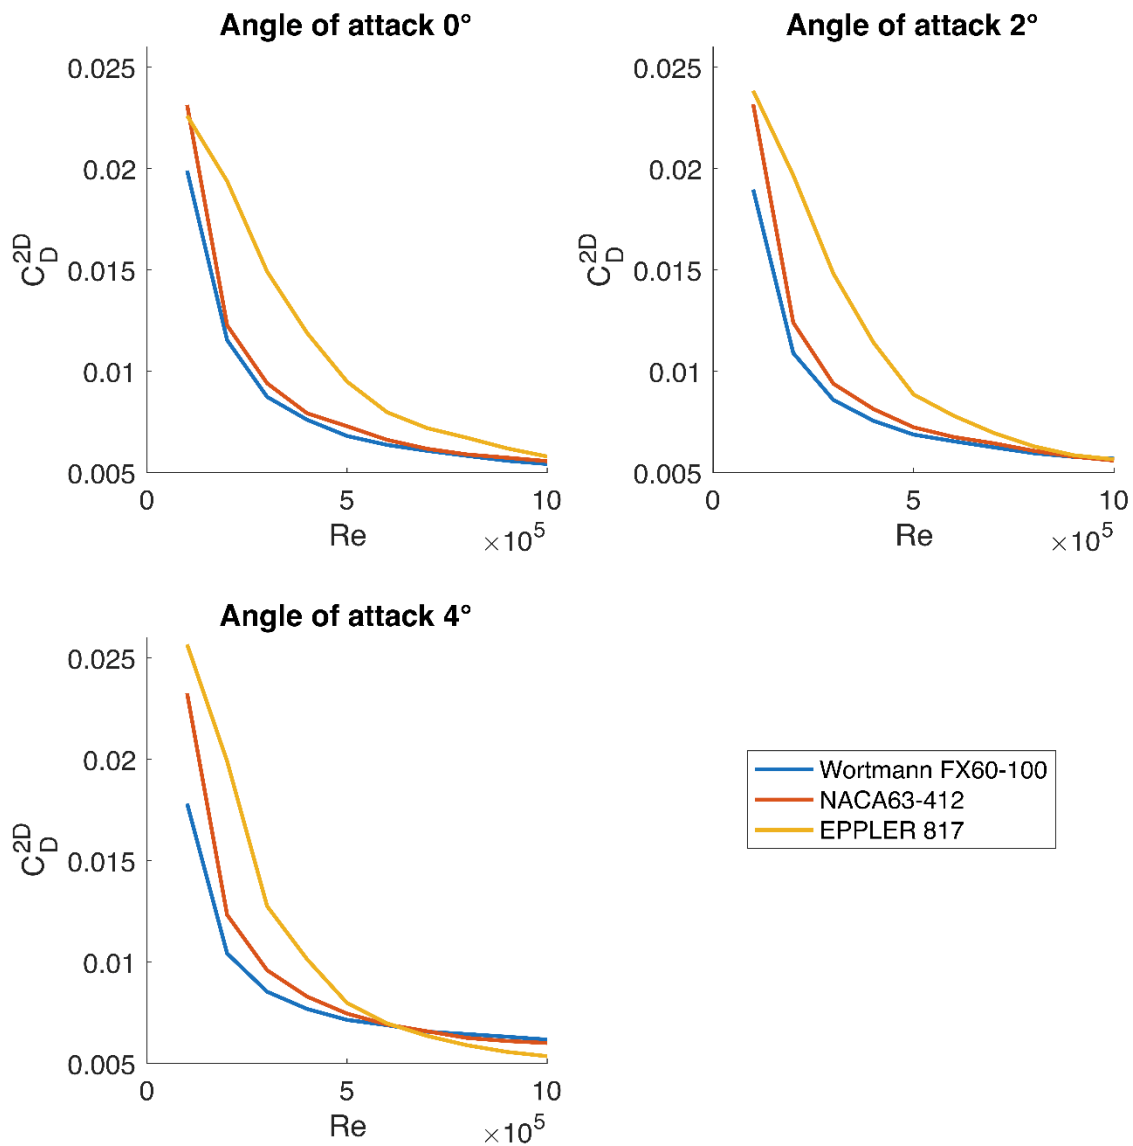 Angle of attack 0°
0.025
0.02
0.015
0.01
0.005
C_D^2D
0 5 10
Re
×10^5
Angle of attack 2°
0.025
0.02
0.015
0.01
0.005
C_D^2D
0 5 10
Re
×10^5
Angle of attack 4°
0.025
0.02
0.015
0.01
0.005
C_D^2D
0 5 10
Re
×10^5
Wortmann FX60-100
NACA63-412
EPPLER 817